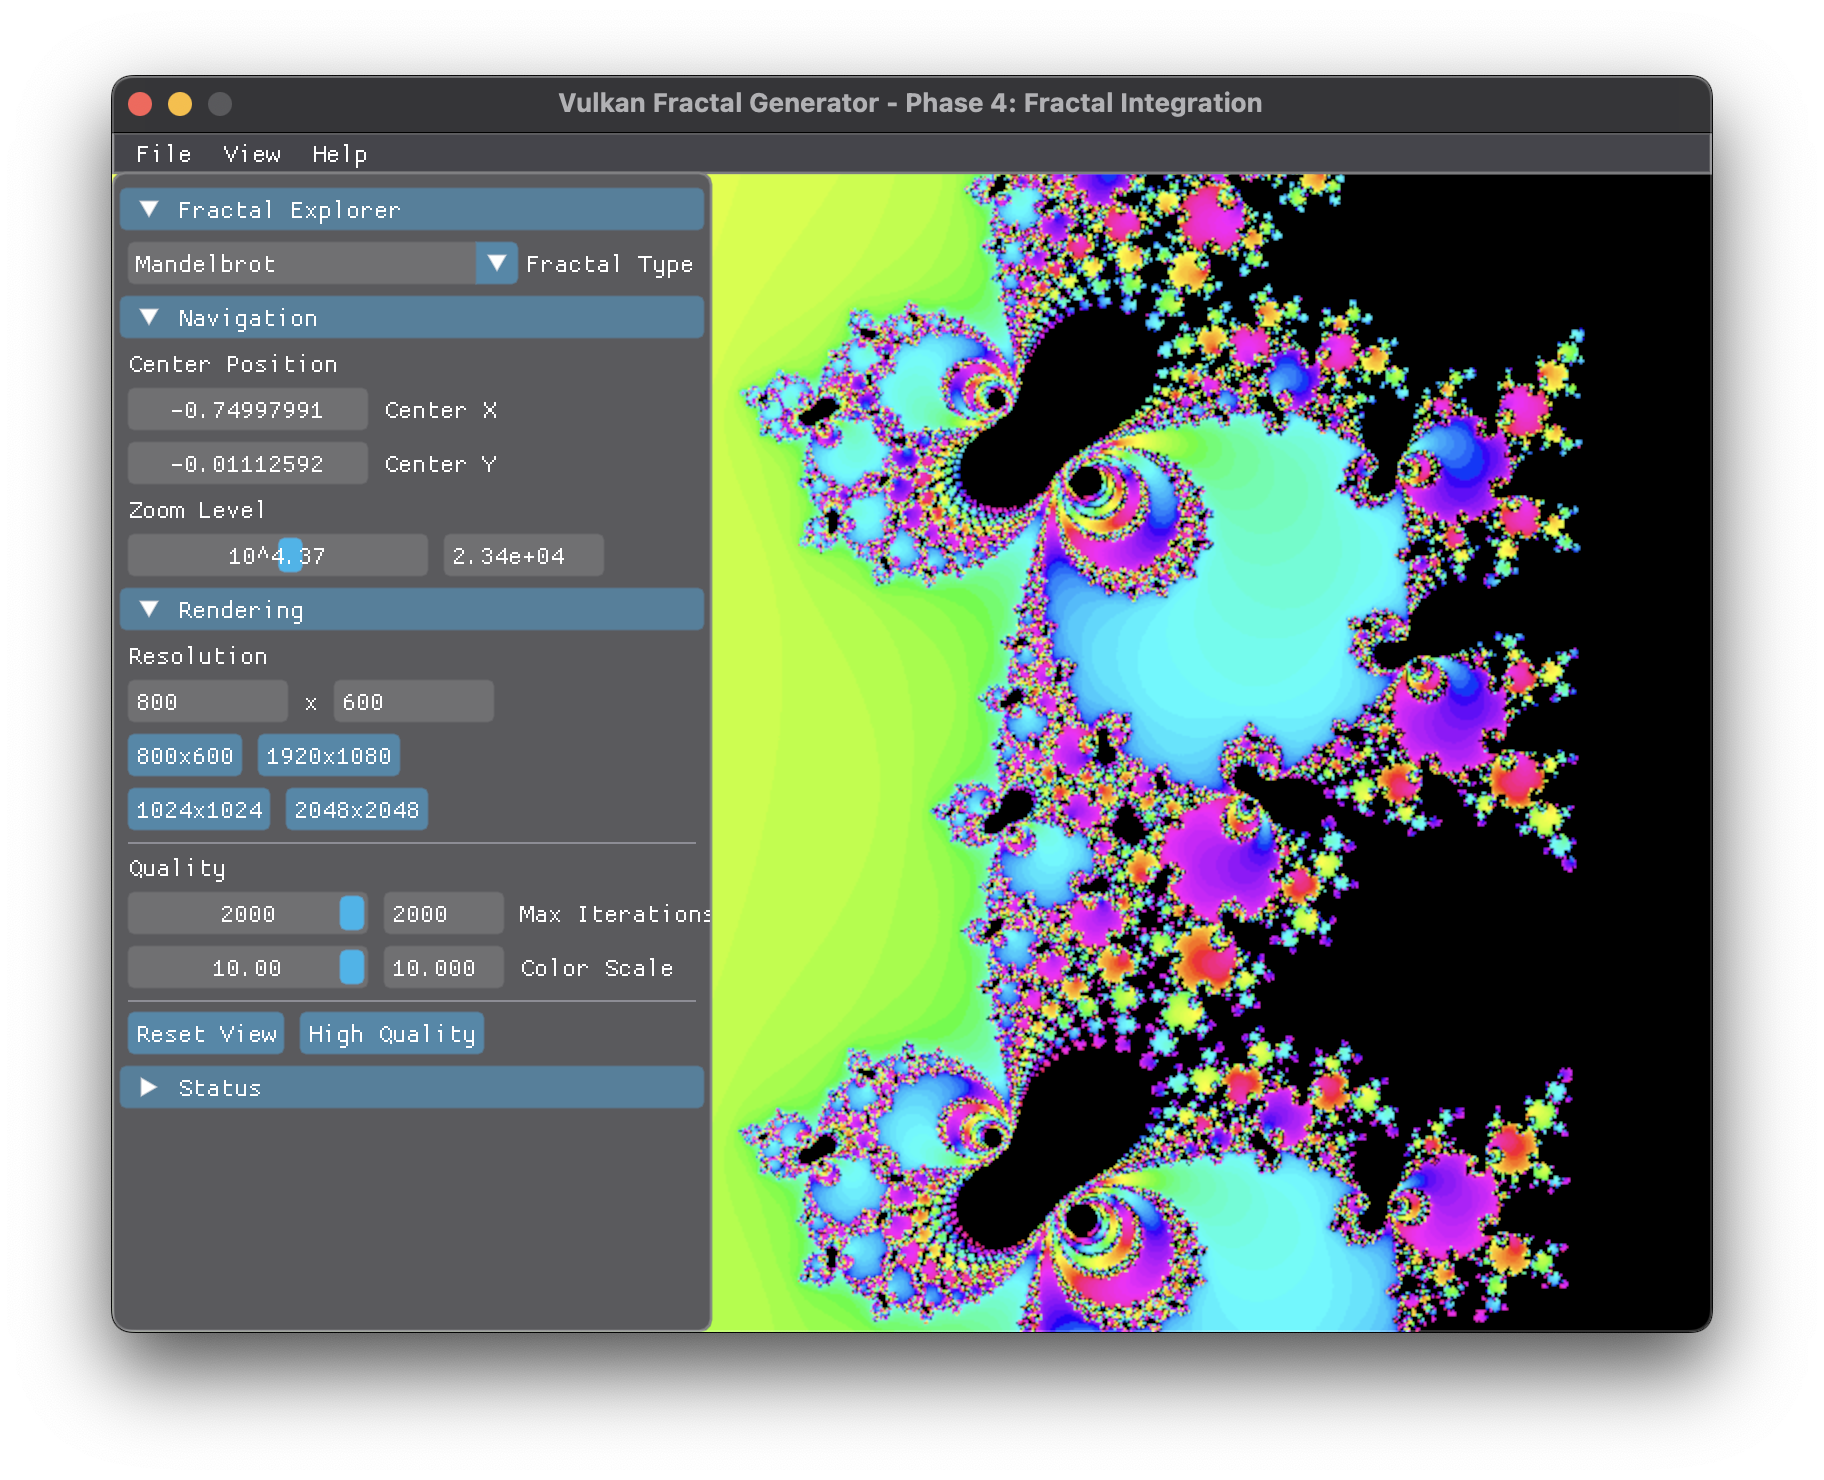 Vulkan Fractal Generator - Phase 4: Fractal Integration
File View Help
Fractal Explorer
Mandelbrot Fractal Type
Navigation
Center Position
-0.74997991 Center X
-0.01112592 Center Y
Zoom Level
10^4.37 2.34e+04
Rendering
Resolution
800 x 600
800x600 1920x1080
1024x1024 2048x2048
Quality
2000 2000 Max Iterations
10.00 10.000 Color Scale
Reset View High Quality
Status